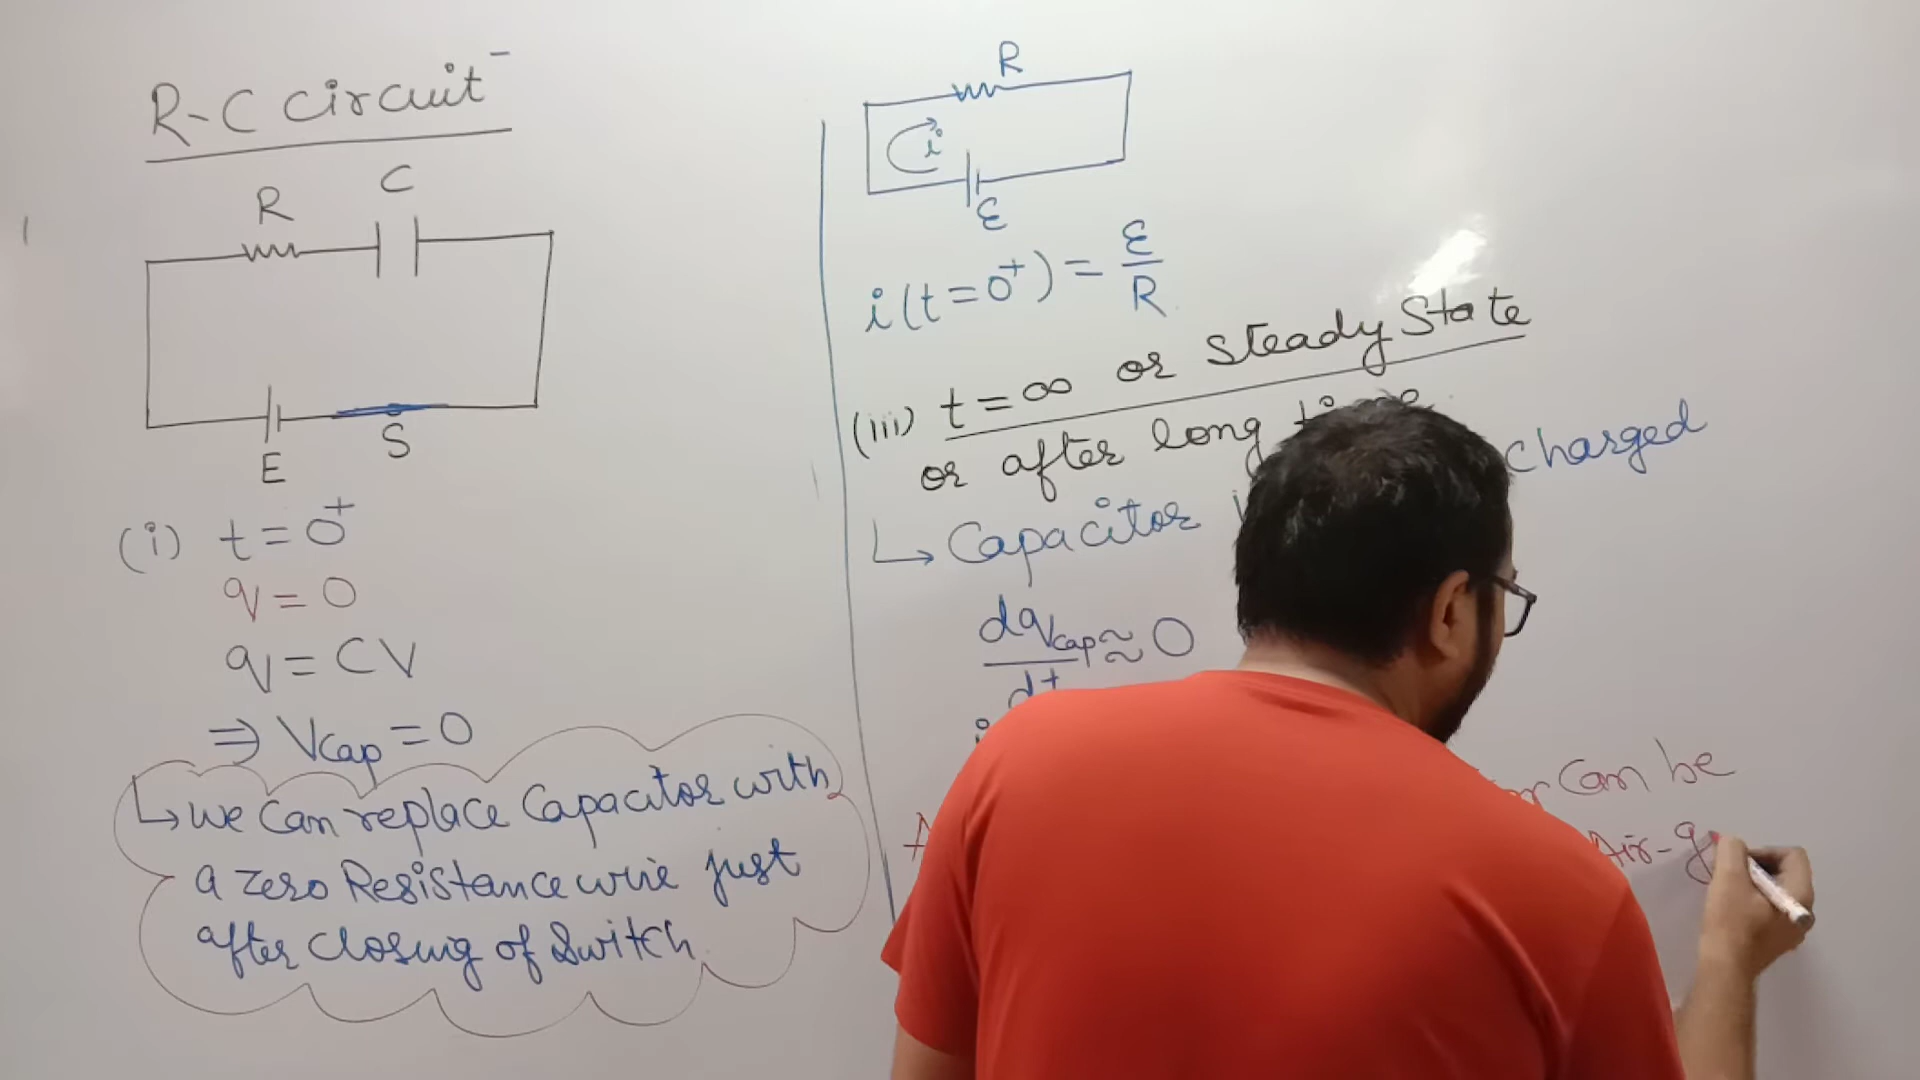 R-C Circuit
C
R
E
S
(i) t = 0⁺
q = 0
q = CV
⇒ Vcap = 0
↳ we can replace Capacitor with
a zero Resistance wire just
after closing of Switch.
R
i
ε
i(t=0⁺) = ε/R
(iii) t = ∞ or Steady State
or after long time
↳ Capacitor charged
dqcap/dt ≈ 0
i
Can be
Air-g